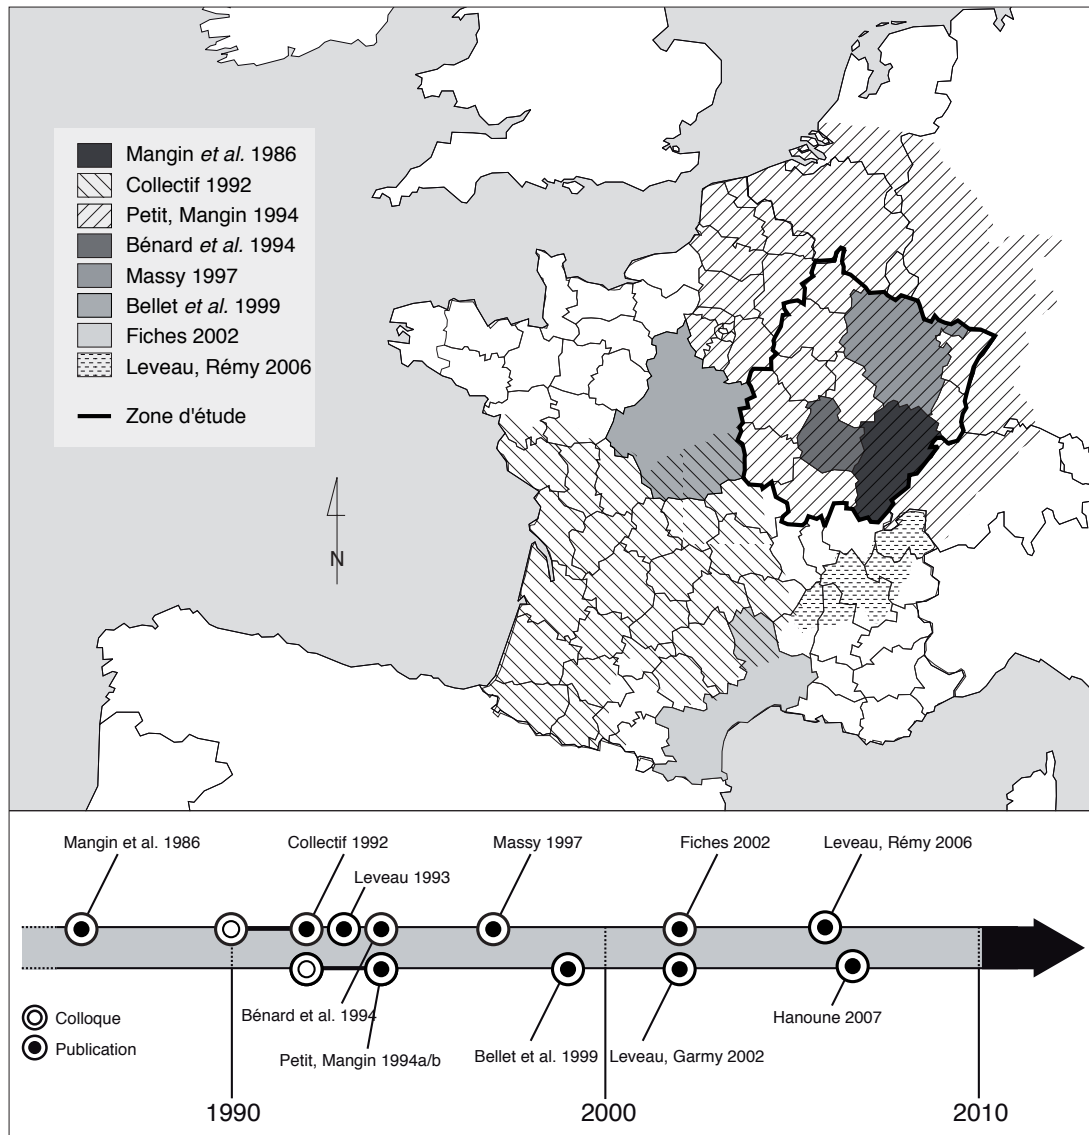 Mangin et al. 1986
Collectif 1992
Petit, Mangin 1994
Bénard et al. 1994
Massy 1997
Bellet et al. 1999
Fiches 2002
Leveau, Rémy 2006
Zone d'étude
N
Mangin et al. 1986
Collectif 1992
Leveau 1993
Massy 1997
Fiches 2002
Leveau, Rémy 2006
Bénard et al. 1994
Petit, Mangin 1994a/b
Bellet et al. 1999
Leveau, Garmy 2002
Hanoune 2007
Colloque
Publication
1990
2000
2010